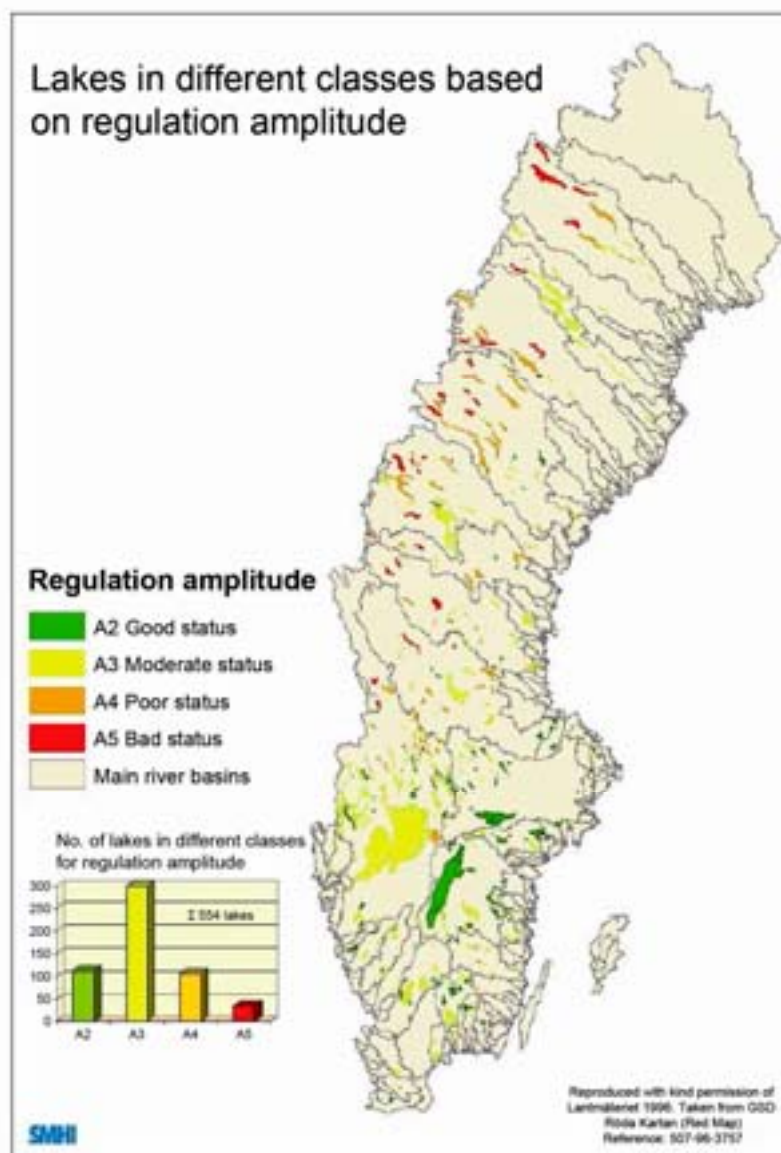 Lakes in different classes based
on regulation amplitude
Regulation amplitude
A2 Good status
A3 Moderate status
A4 Poor status
A5 Bad status
Main river basins
No. of lakes in different classes
for regulation amplitude
300
250
200
150
100
50
0
Σ 554 lakes
A2 A3 A4 A5
SMHI
Reproduced with kind permission of
Lantmäteriet 1996. Taken from GSD
Röda Kartan (Red Map)
Reference: 507-96-3757